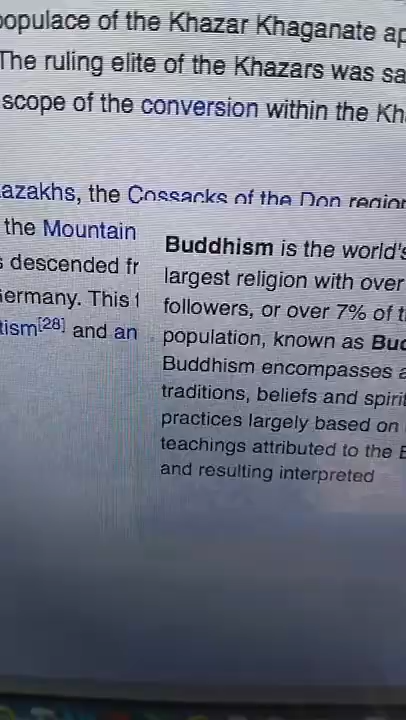 populace of the Khazar Khaganate ap
The ruling elite of the Khazars was sa
scope of the conversion within the Kh
azakhs, the Cossacks of the Don region
the Mountain
s descended fr
Germany. This
tism[28] and an
Buddhism is the world's
largest religion with over
followers, or over 7% of t
population, known as Bud
Buddhism encompasses a
traditions, beliefs and spirit
practices largely based on
teachings attributed to the B
and resulting interpreted